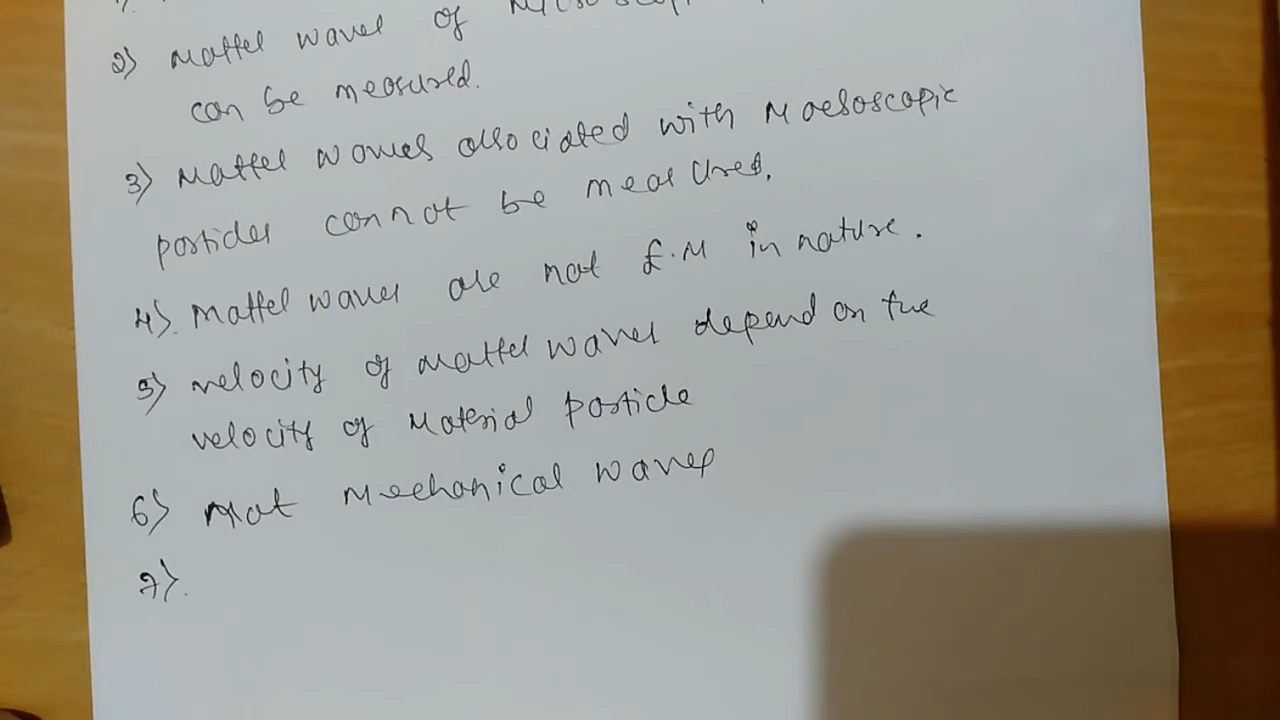 2) Matter waves of
can be measured.
3) Matter waves associated with Macroscopic
particles cannot be measured.
4). Matter waves are not E.M in nature.
5) velocity of matter waves depend on the
velocity of Material particle
6) Not Mechanical waves
7).